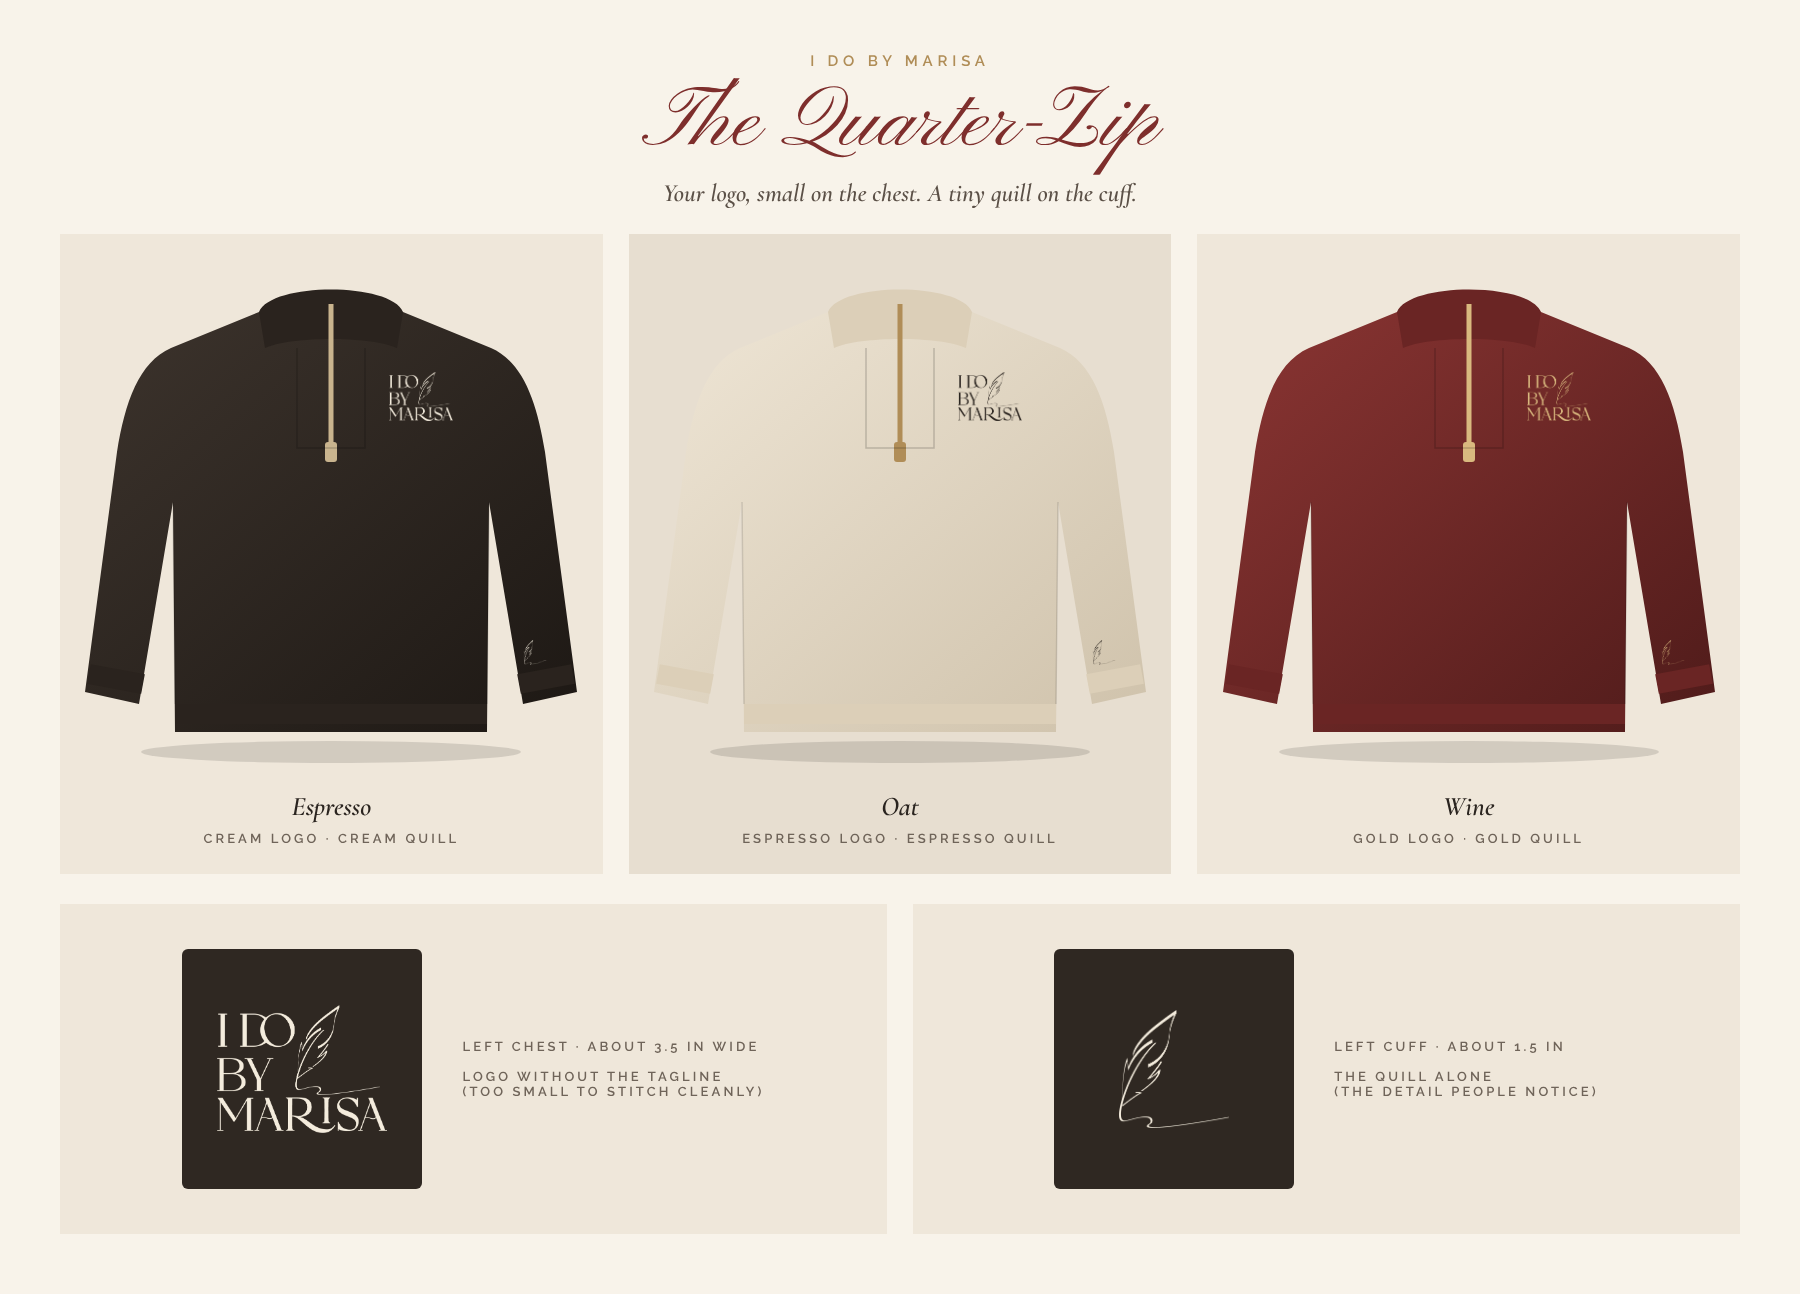 I DO BY MARISA
The Quarter-Zip
Your logo, small on the chest. A tiny quill on the cuff.
I DO
BY
MARISA
I DO
BY
MARISA
I DO
BY
MARISA
Espresso
CREAM LOGO · CREAM QUILL
Oat
ESPRESSO LOGO · ESPRESSO QUILL
Wine
GOLD LOGO · GOLD QUILL
I DO
BY
MARISA
LEFT CHEST · ABOUT 3.5 IN WIDE
LOGO WITHOUT THE TAGLINE
(TOO SMALL TO STITCH CLEANLY)
LEFT CUFF · ABOUT 1.5 IN
THE QUILL ALONE
(THE DETAIL PEOPLE NOTICE)